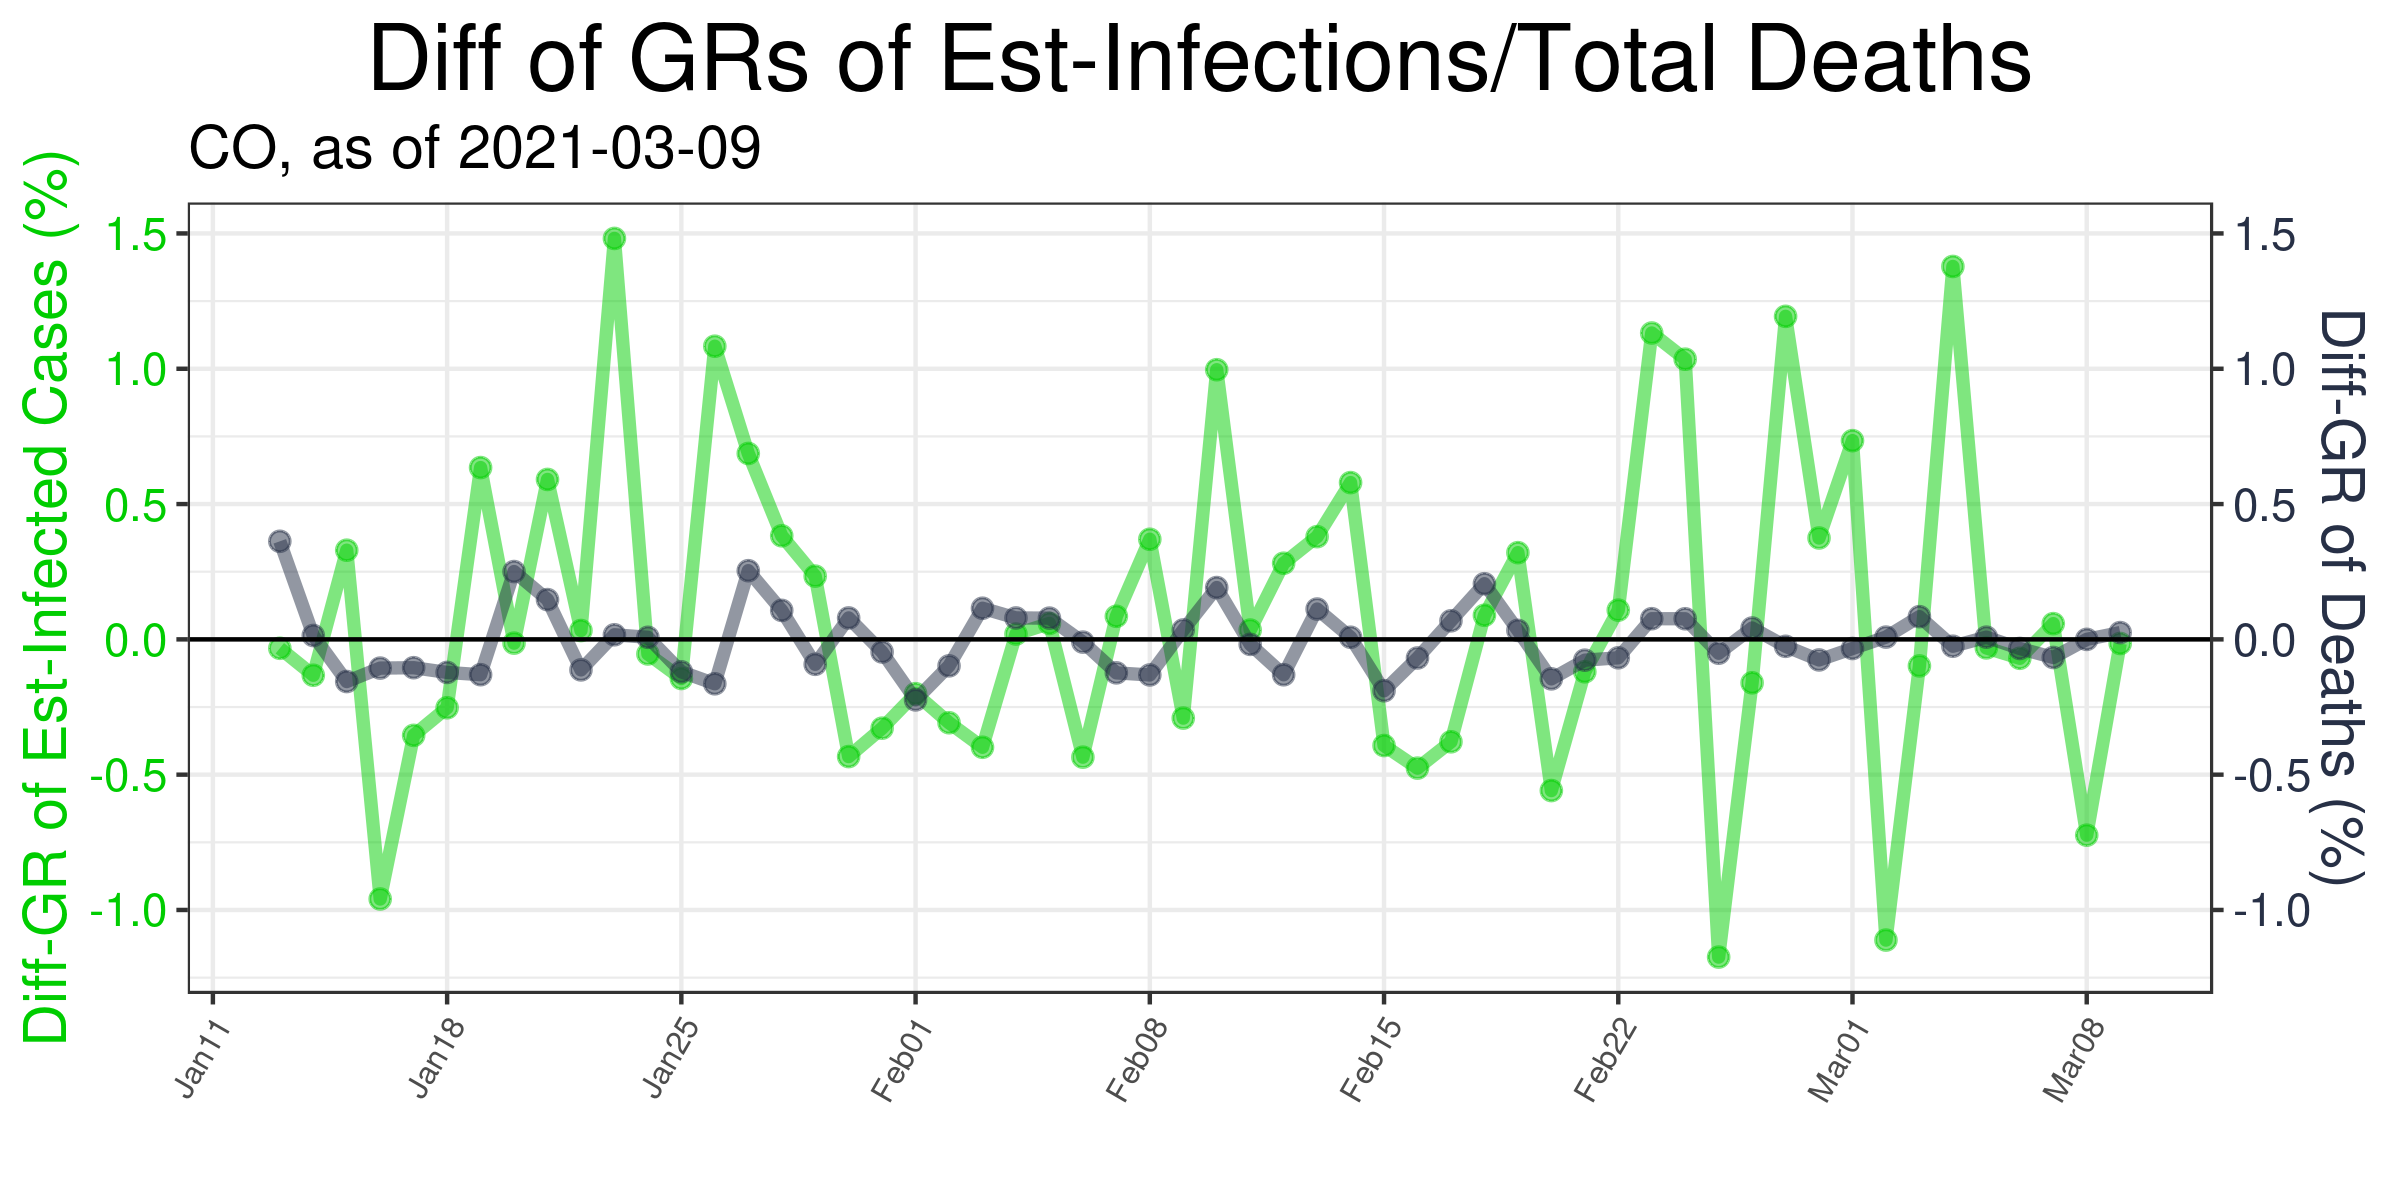 Diff of GRs of Est-Infections/Total Deaths
CO, as of 2021-03-09
Diff-GR of Est-Infected Cases (%)
1.5
1.0
0.5
0.0
-0.5
-1.0
1.5
1.0
0.5
0.0
-0.5
-1.0
Diff-GR of Deaths (%)
Jan11
Jan18
Jan25
Feb01
Feb08
Feb15
Feb22
Mar01
Mar08